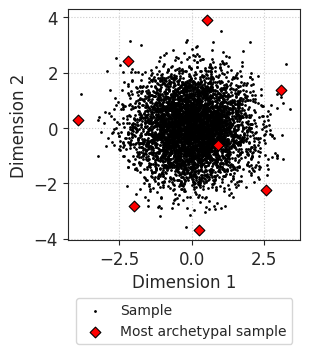 4
2
0
−2
−4
Dimension 2
−2.5 0.0 2.5
Dimension 1
Sample
Most archetypal sample